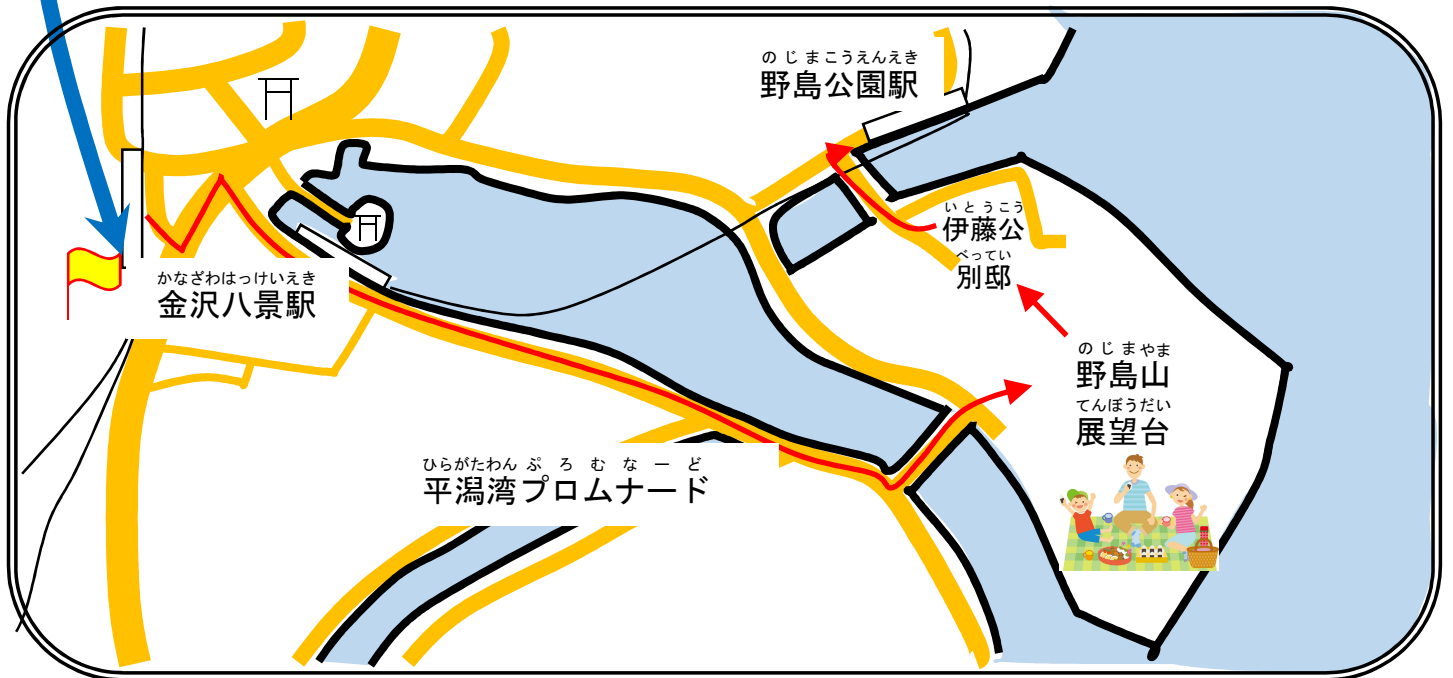 のじまこうえんえき
野島公園駅
いとうこう
伊藤公
べってい
別邸
かなざわはっけいえき
金沢八景駅
のじまやま
野島山
てんぼうだい
展望台
ひらがたわんぷろむなーど
平潟湾プロムナード